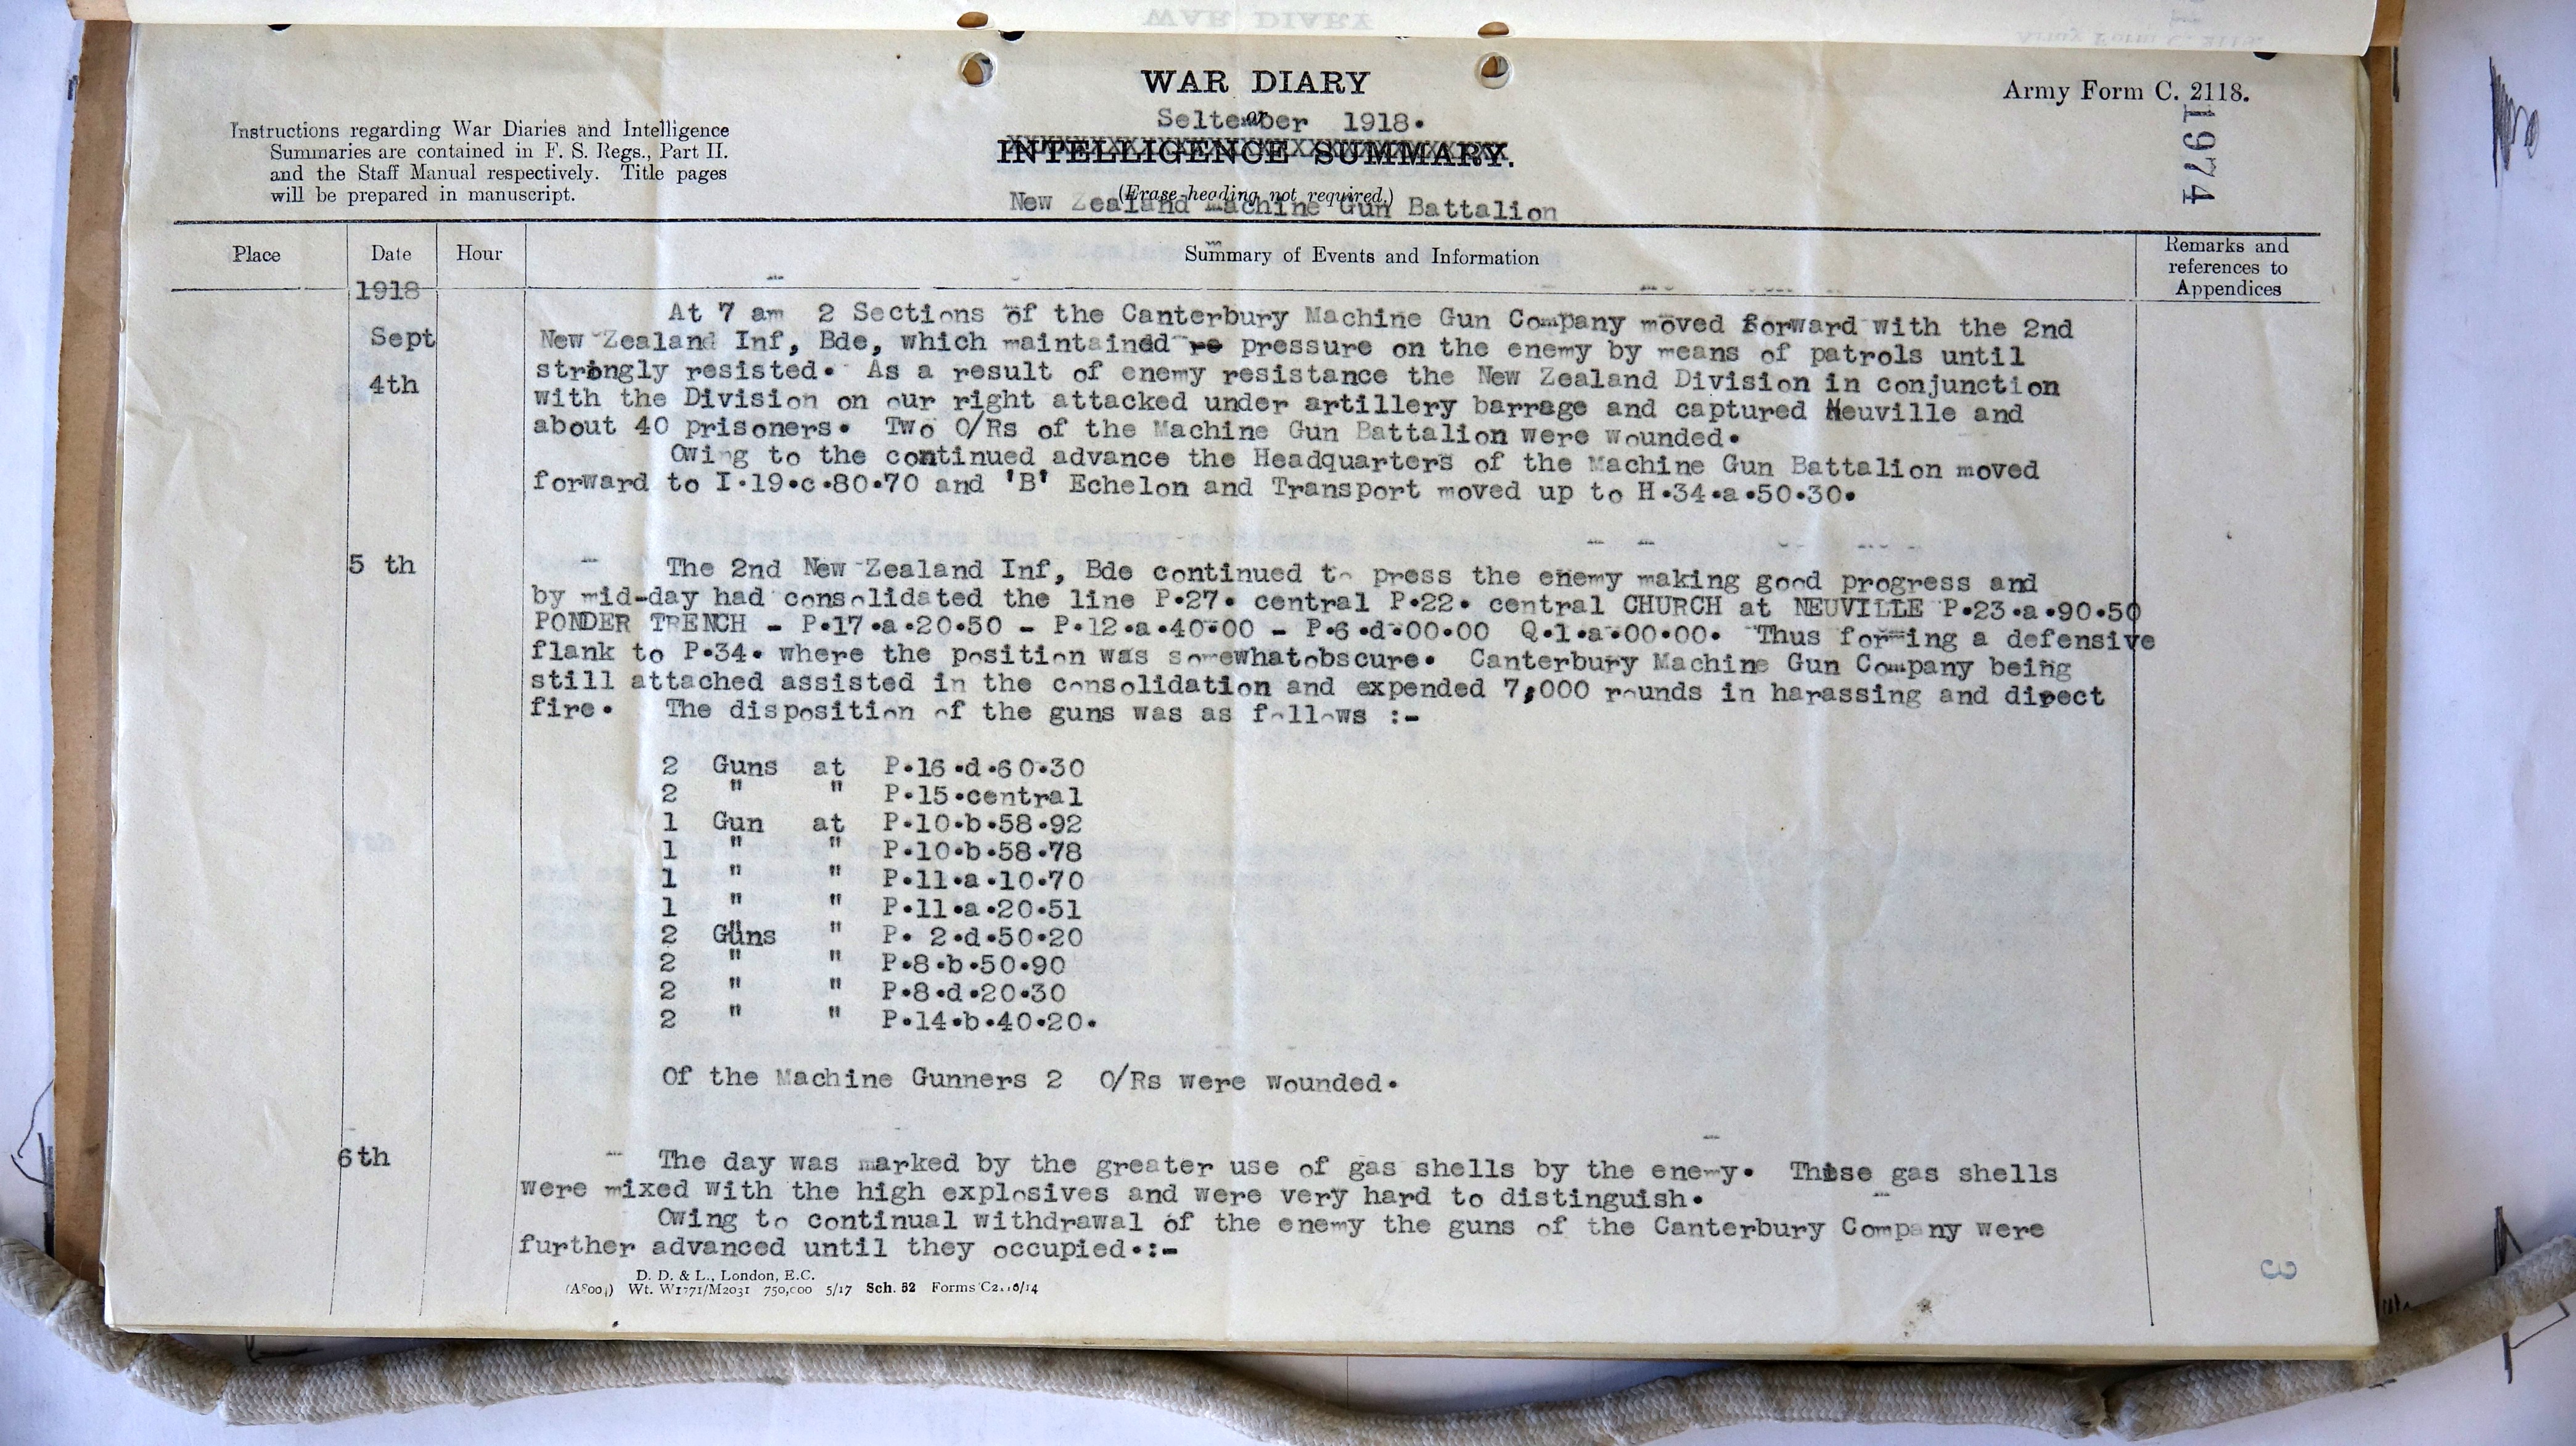 WAR DIARY
Army Form C. 2118.
or
Seltember 1918.
INTELLIGENCE SUMMARY.
(Erase heading not required.)
New Zealand Machine Gun Battalion
Instructions regarding War Diaries and Intelligence
Summaries are contained in F. S. Regs., Part II.
and the Staff Manual respectively. Title pages
will be prepared in manuscript.
1974
Place Date Hour Summary of Events and Information Remarks and references to Appendices
1918
Sept
4th
At 7 am 2 Sections of the Canterbury Machine Gun Company moved forward with the 2nd
New Zealand Inf, Bde, which maintained re pressure on the enemy by means of patrols until
strongly resisted. As a result of enemy resistance the New Zealand Division in conjunction
with the Division on our right attacked under artillery barrage and captured Neuville and
about 40 prisoners. Two O/Rs of the Machine Gun Battalion were wounded.
Owing to the continued advance the Headquarters of the Machine Gun Battalion moved
forward to I.19.c.80.70 and 'B' Echelon and Transport moved up to H.34.a.50.30.
5 th
The 2nd New Zealand Inf, Bde continued to press the enemy making good progress and
by mid-day had consolidated the line P.27. central P.22. central CHURCH at NEUVILLE P.23.a.90.50
PONDER TRENCH - P.17.a.20.50 - P.12.a.40.00 - P.6.d.00.00 Q.1.a.00.00. Thus forming a defensive
flank to P.34. where the position was somewhatobscure. Canterbury Machine Gun Company being
still attached assisted in the consolidation and expended 7,000 rounds in harassing and direct
fire. The disposition of the guns was as follows :-
2 Guns at P.16.d.60.30
2 " " P.15.central
1 Gun at P.10.b.58.92
1 " " P.10.b.58.78
1 " " P.11.a.10.70
1 " " P.11.a.20.51
2 Guns " P. 2.d.50.20
2 " " P.8.b.50.90
2 " " P.8.d.20.30
2 " " P.14.b.40.20.
Of the Machine Gunners 2 O/Rs were wounded.
6th
The day was marked by the greater use of gas shells by the enemy. These gas shells
were mixed with the high explosives and were very hard to distinguish.
Owing to continual withdrawal of the enemy the guns of the Canterbury Company were
further advanced until they occupied.:-
D. D. & L., London, E.C.
Wt. W1771/M2031 750,000 5/17 Sch. 52 Forms
3